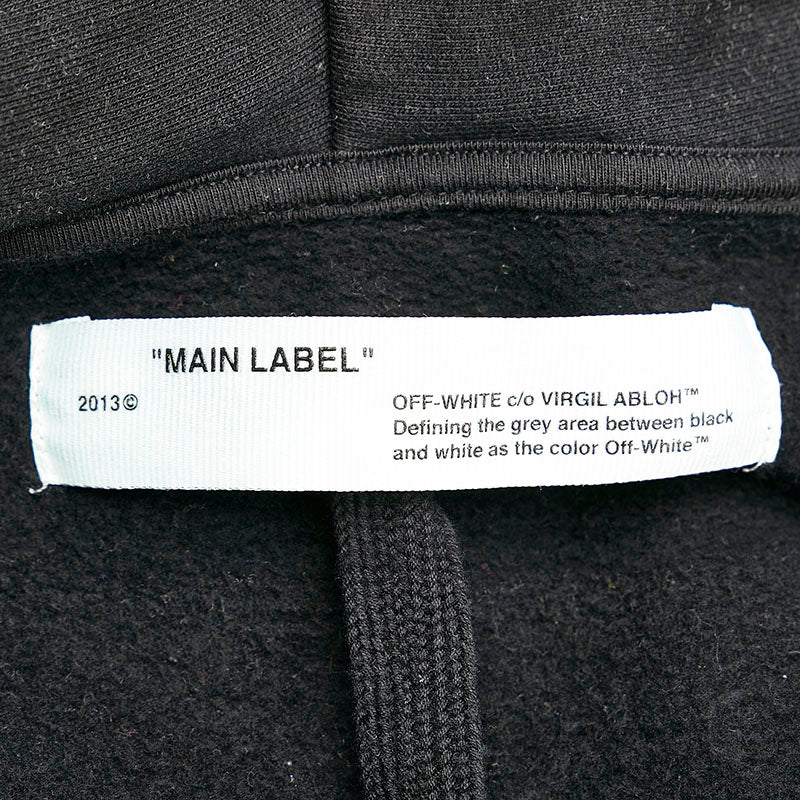 "MAIN LABEL"
2013©
OFF-WHITE c/o VIRGIL ABLOH™
Defining the grey area between black
and white as the color Off-White™